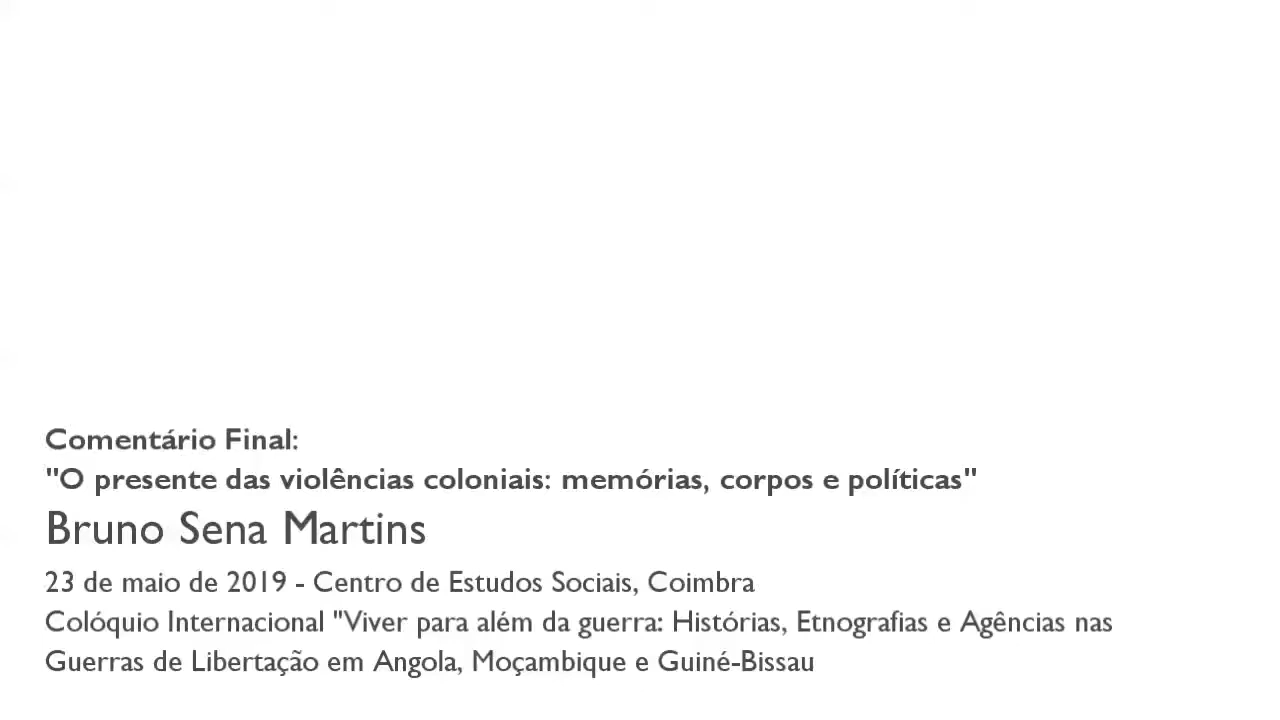 Comentário Final:
"O presente das violências coloniais: memórias, corpos e políticas"
Bruno Sena Martins
23 de maio de 2019 - Centro de Estudos Sociais, Coimbra
Colóquio Internacional "Viver para além da guerra: Histórias, Etnografias e Agências nas
Guerras de Libertação em Angola, Moçambique e Guiné-Bissau